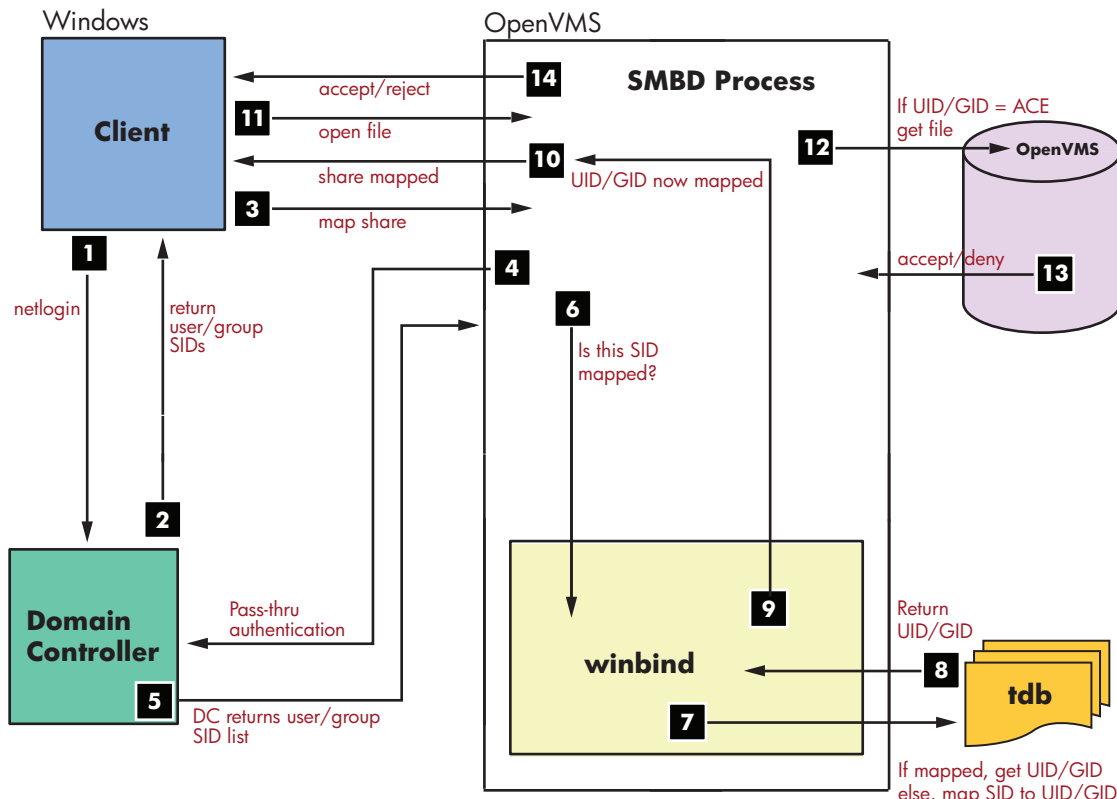 Windows
OpenVMS
Client
SMBD Process
14
accept/reject
11
open file
10
share mapped
UID/GID now mapped
3
map share
12
If UID/GID = ACE
get file
OpenVMS
accept/deny
13
1
netlogin
return
user/group
SIDs
2
4
6
Is this SID
mapped?
Domain
Controller
Pass-thru
authentication
5
DC returns user/group
SID list
9
winbind
7
Return
UID/GID
8
tdb
If mapped, get UID/GID
else, map SID to UID/GID